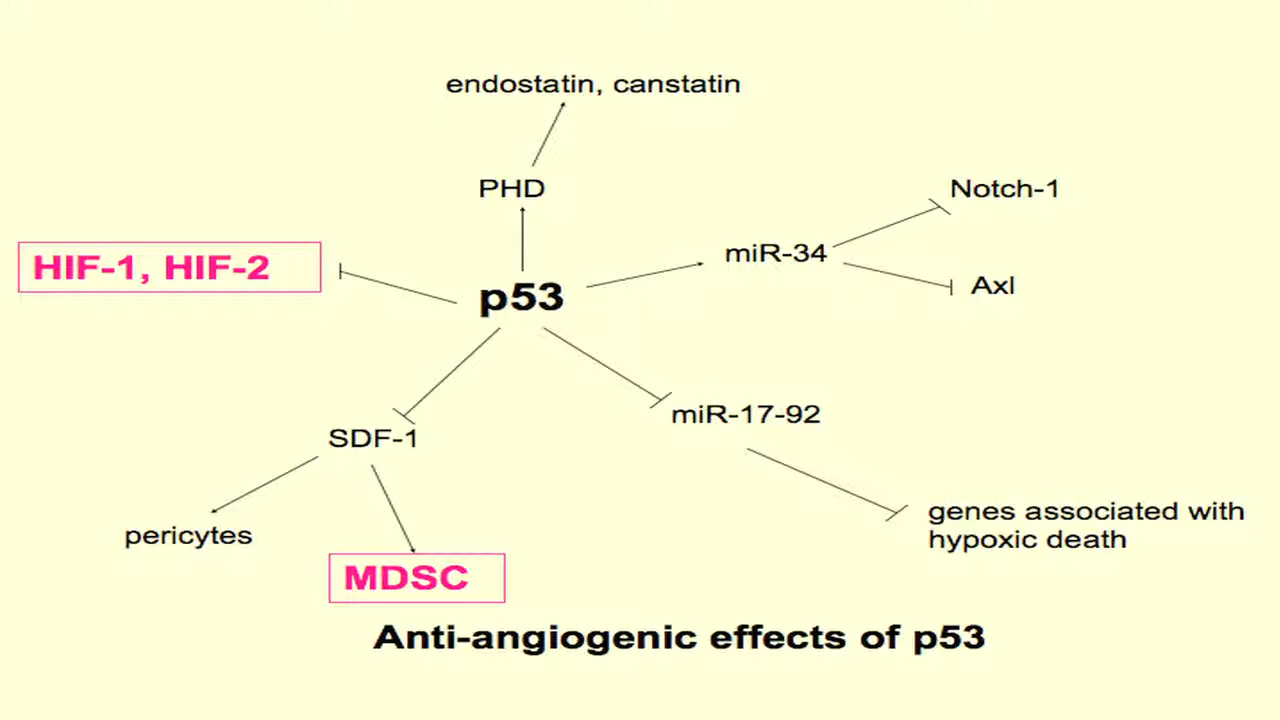 endostatin, canstatin
PHD
Notch-1
miR-34
HIF-1, HIF-2
Axl
p53
miR-17-92
SDF-1
genes associated with
hypoxic death
pericytes
MDSC
Anti-angiogenic effects of p53